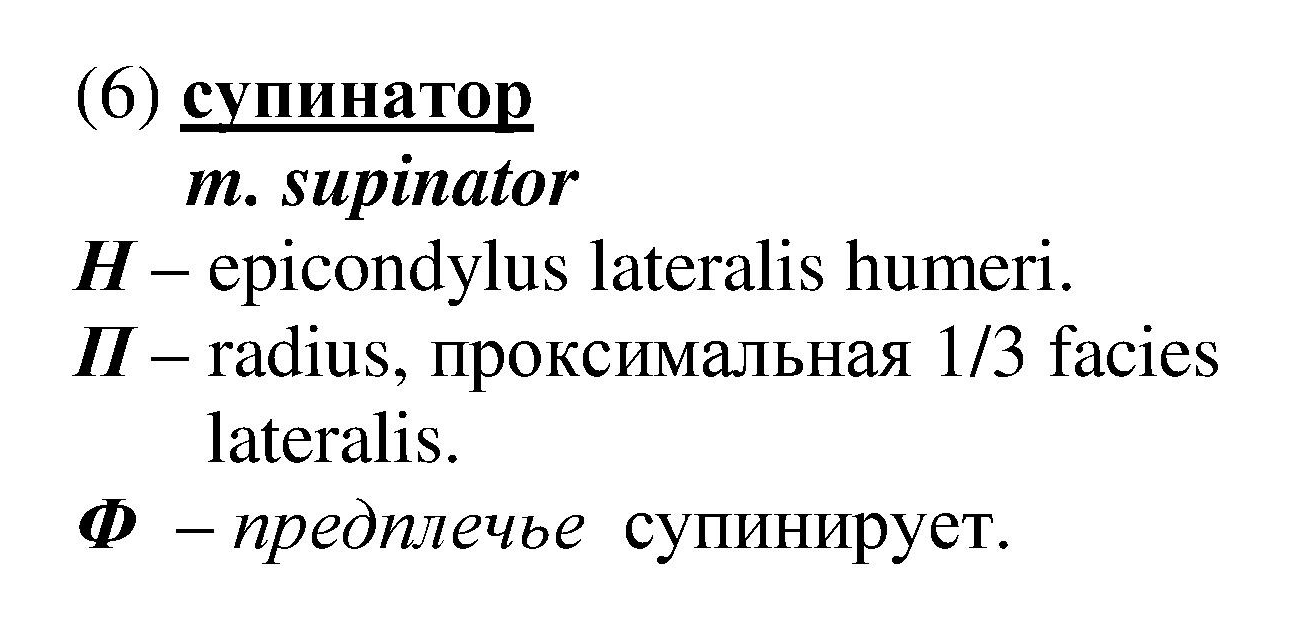 (6) супинатор
m. supinator
Н – epicondylus lateralis humeri.
П – radius, проксимальная 1/3 facies
lateralis.
Ф – предплечье супинирует.